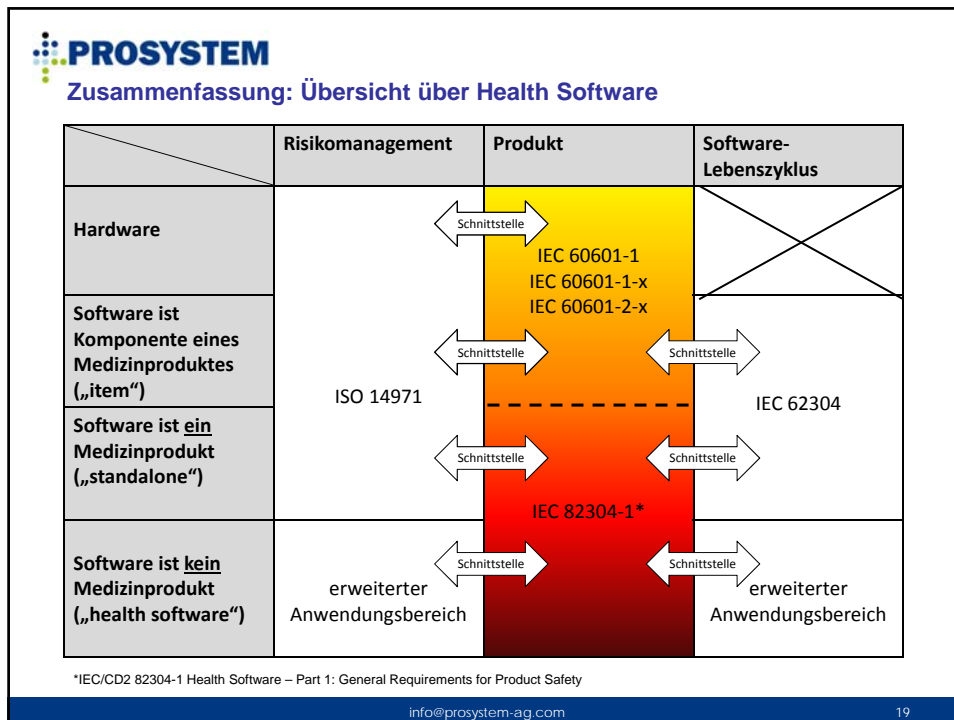 PROSYSTEM
Zusammenfassung: Übersicht über Health Software
Risikomanagement
Produkt
Software-
Lebenszyklus
Hardware
Schnittstelle
IEC 60601-1
IEC 60601-1-x
IEC 60601-2-x
Software ist
Komponente eines
Medizinproduktes
(„item“)
Schnittstelle
Schnittstelle
ISO 14971
IEC 62304
Software ist ein
Medizinprodukt
(„standalone“)
Schnittstelle
Schnittstelle
IEC 82304-1*
Software ist kein
Medizinprodukt
(„health software“)
Schnittstelle
Schnittstelle
erweiterter
Anwendungsbereich
erweiterter
Anwendungsbereich
*IEC/CD2 82304-1 Health Software – Part 1: General Requirements for Product Safety
info@prosystem-ag.com
19